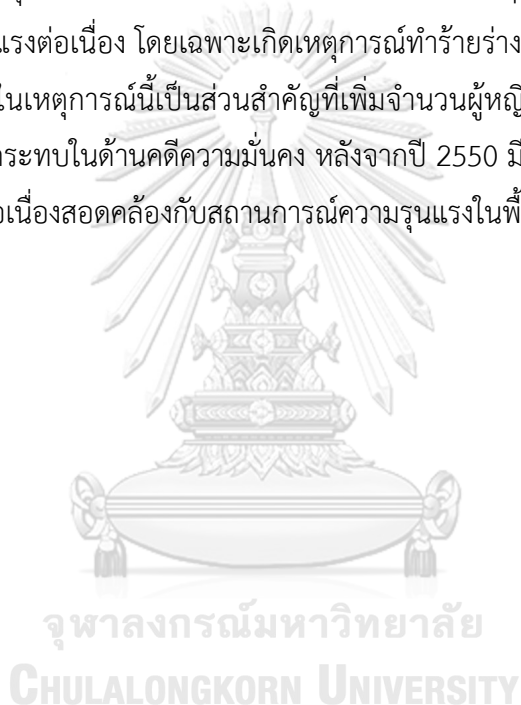 แรงต่อเนื่อง โดยเฉพาะเกิดเหตุการณ์ทำร้ายร่าง
ในเหตุการณ์นี้เป็นส่วนสำคัญที่เพิ่มจำนวนผู้หญิ
กระทบในด้านคดีความมั่นคง หลังจากปี 2550 มี
อเนื่องสอดคล้องกับสถานการณ์ความรุนแรงในพื้
จุฬาลงกรณ์มหาวิทยาลัย
CHULALONGKORN UNIVERSITY